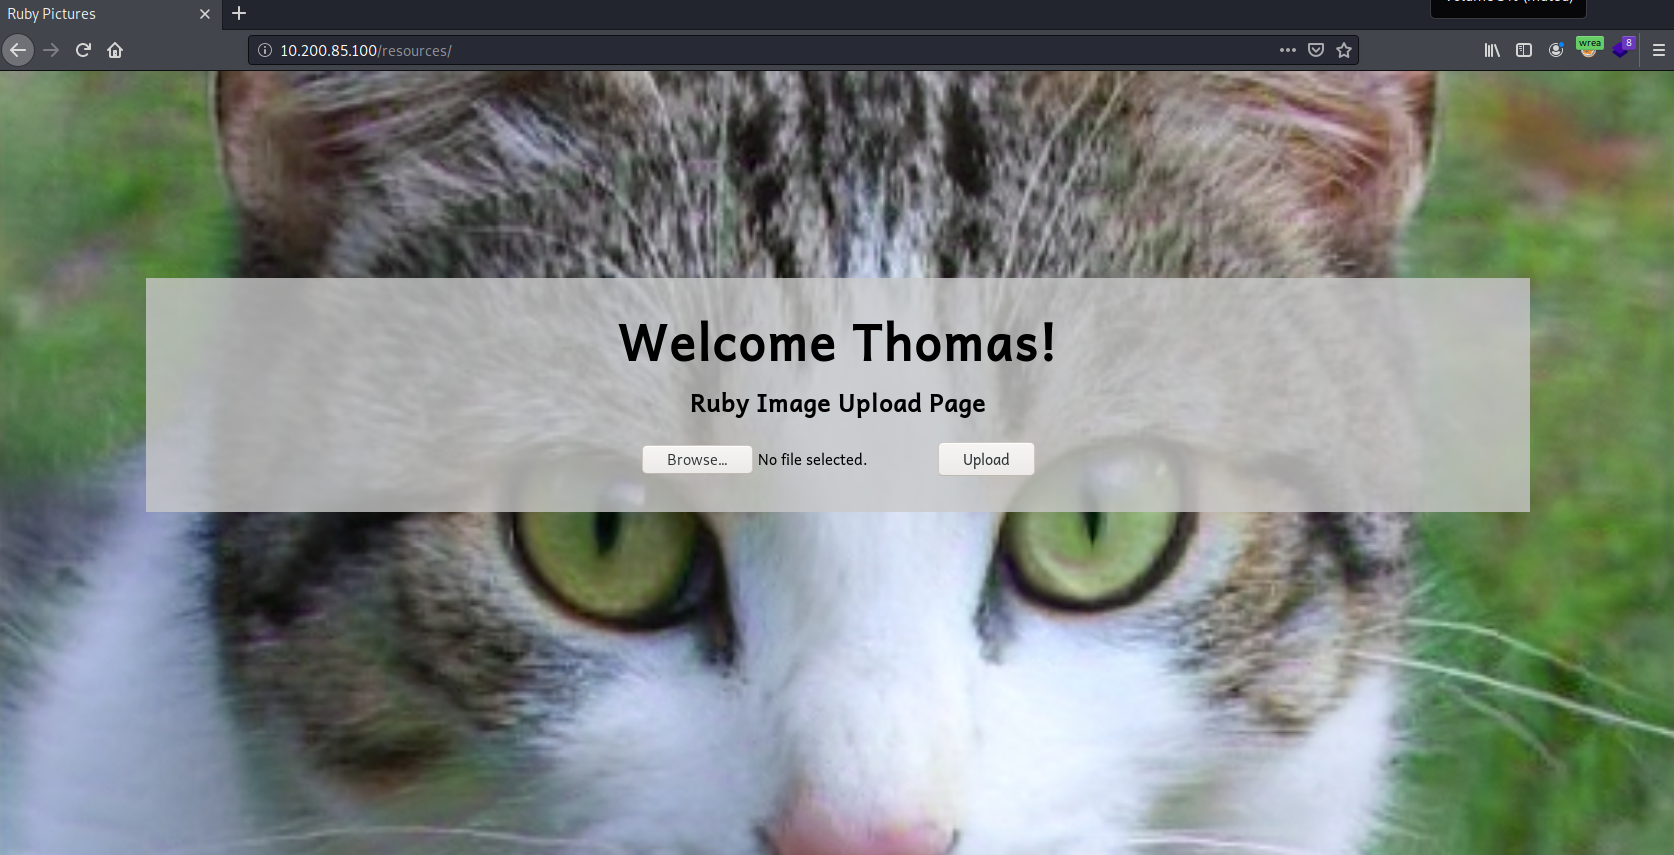 Ruby Pictures
10.200.85.100/resources/
wrea
8
Welcome Thomas!
Ruby Image Upload Page
Browse...
No file selected.
Upload